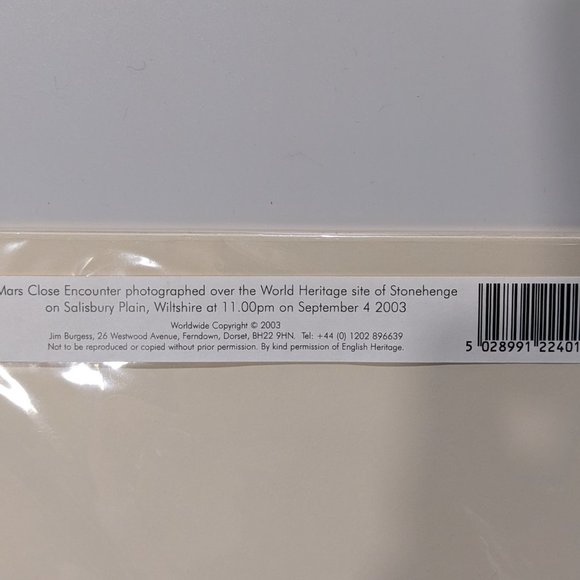 Mars Close Encounter photographed over the World Heritage site of Stonehenge
on Salisbury Plain, Wiltshire at 11.00pm on September 4 2003
Worldwide Copyright © 2003
Jim Burgess, 26 Westwood Avenue, Ferndown, Dorset, BH22 9HN. Tel: +44 (0) 1202 896639
Not to be reproduced or copied without prior permission. By kind permission of English Heritage.
5 028991 22401